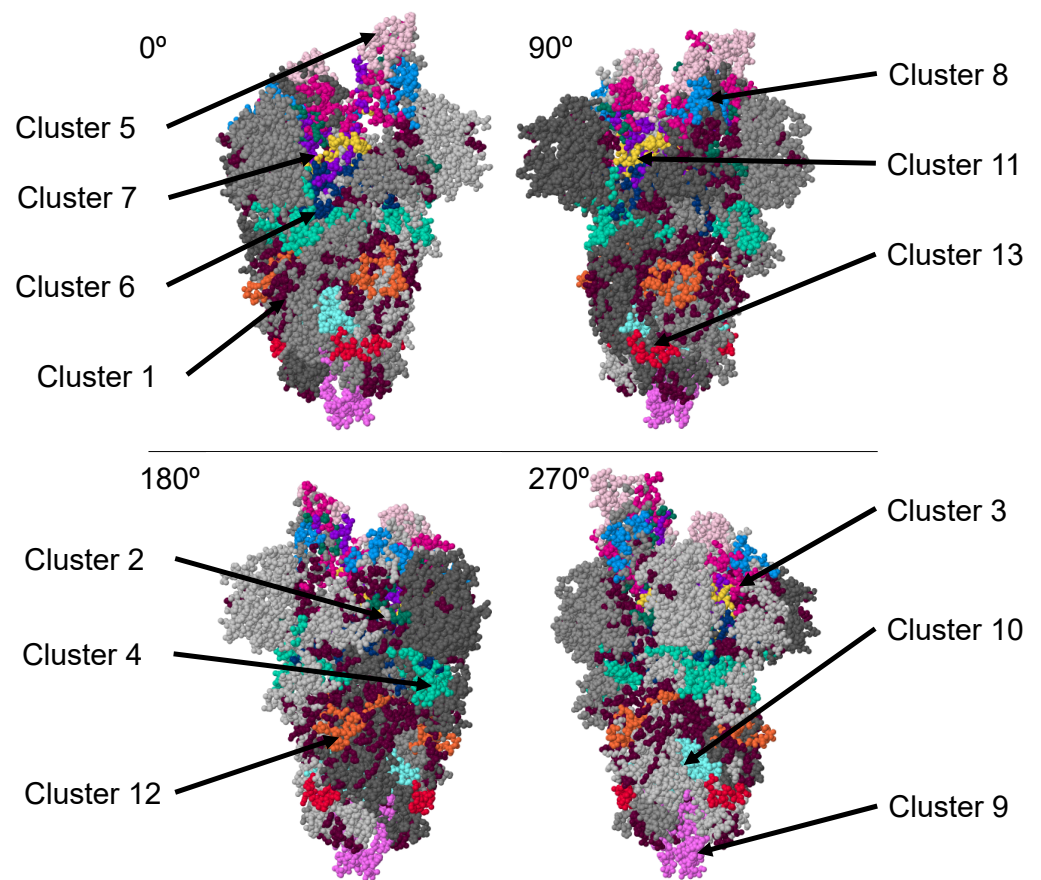 0º
90º
Cluster 8
Cluster 5
Cluster 11
Cluster 7
Cluster 13
Cluster 6
Cluster 1
180º
270º
Cluster 3
Cluster 2
Cluster 10
Cluster 4
Cluster 12
Cluster 9